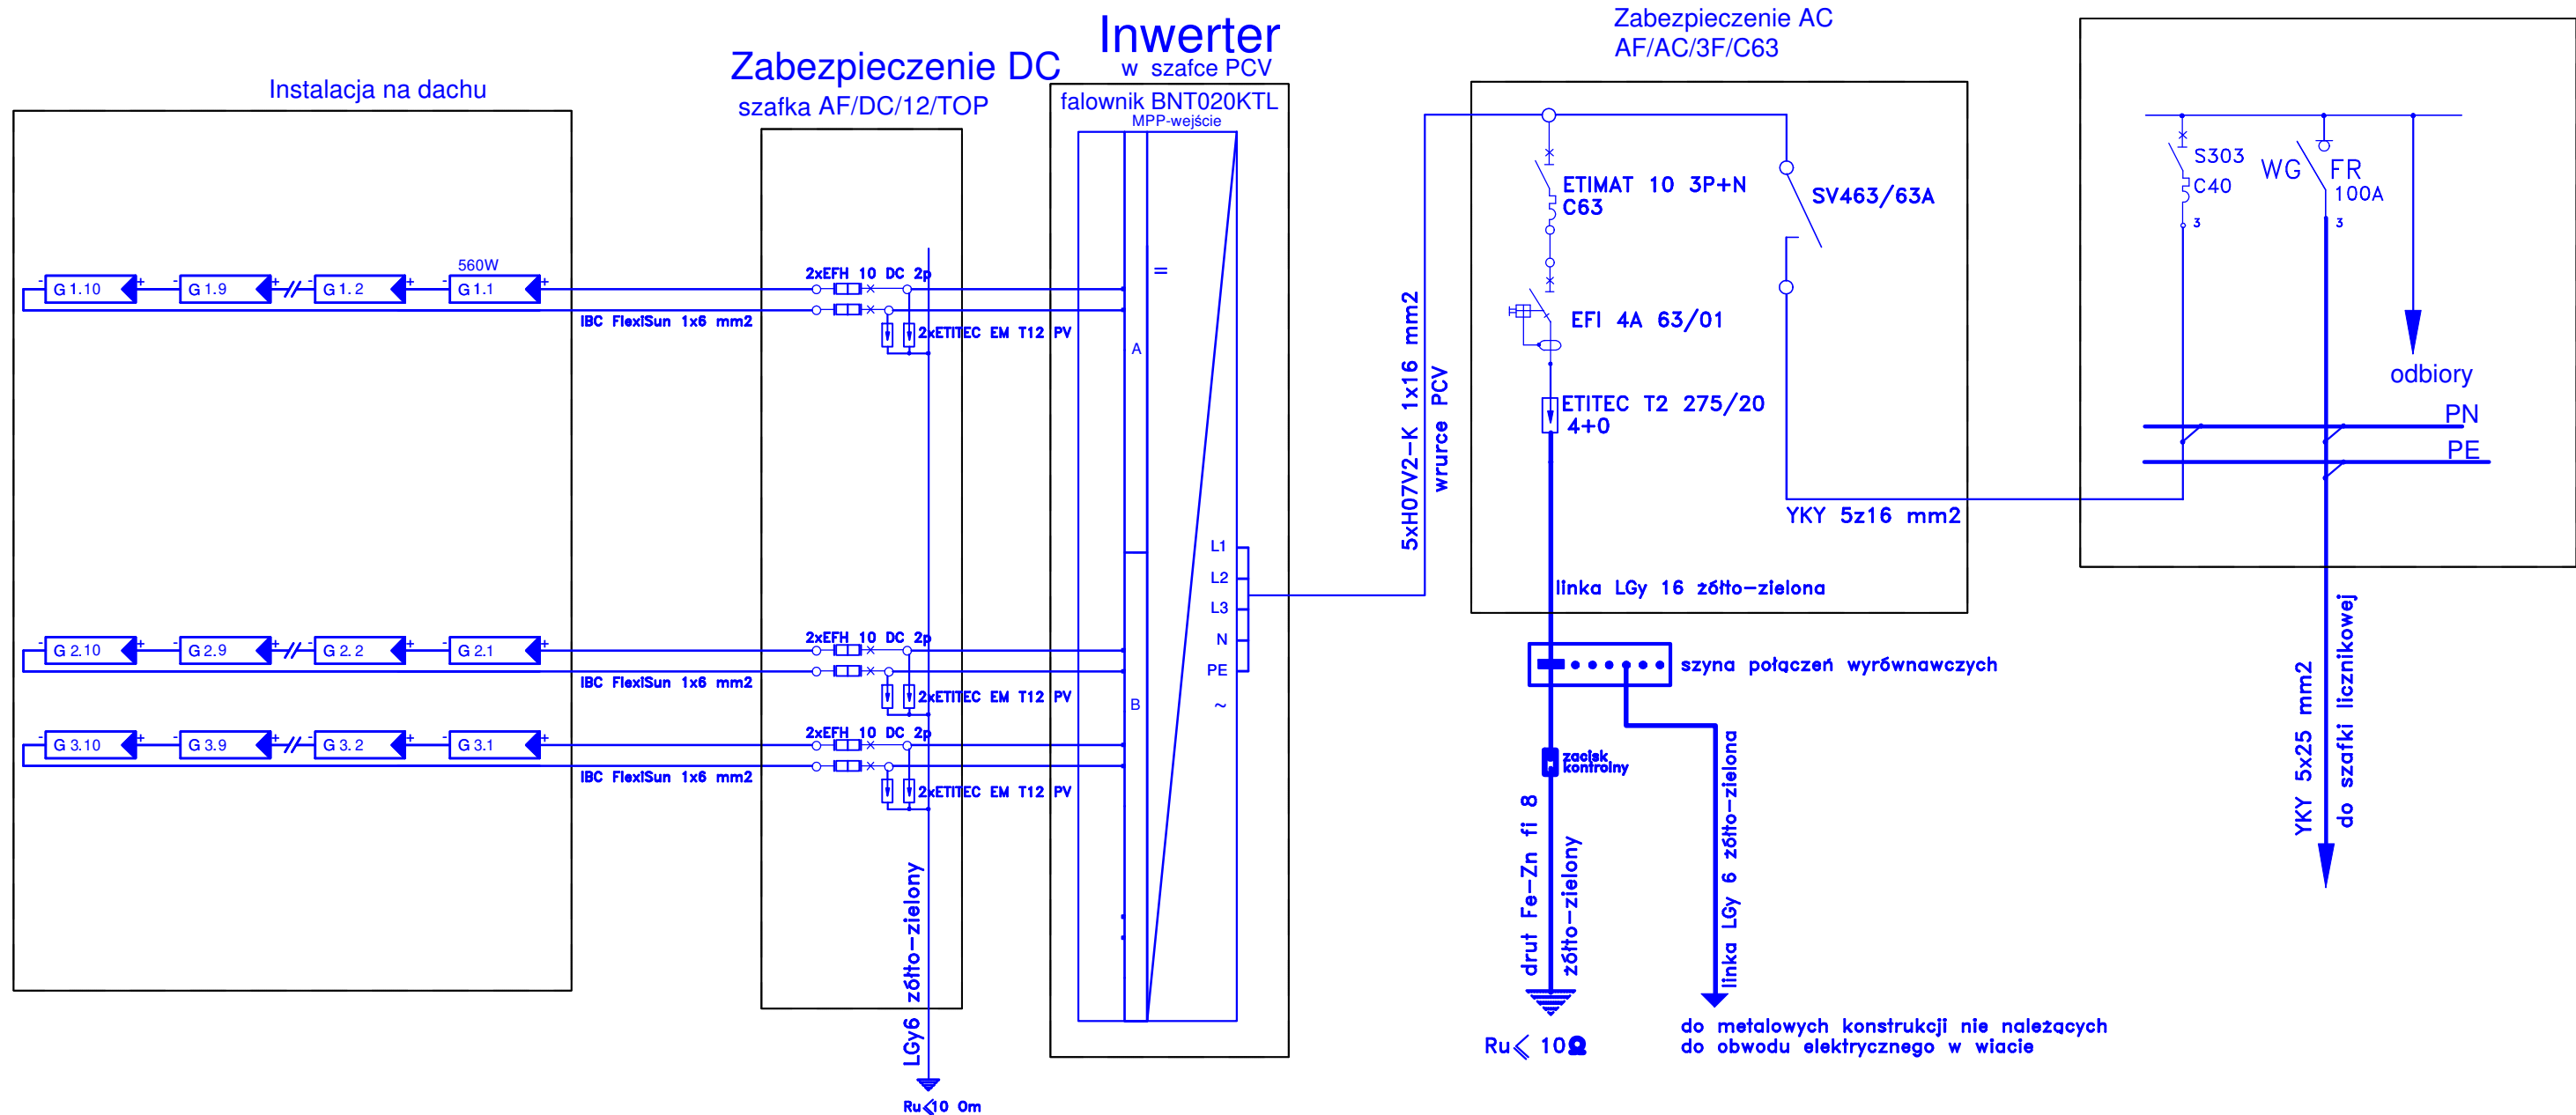 Instalacja na dachu
560W
G 1.10
G 1.9
G 1.2
G 1.1
IBC FlexiSun 1x6 mm2
G 2.10
G 2.9
G 2.2
G 2.1
IBC FlexiSun 1x6 mm2
G 3.10
G 3.9
G 3.2
G 3.1
IBC FlexiSun 1x6 mm2
Zabezpieczenie DC
szafka AF/DC/12/TOP
2xEFH 10 DC 2p
2xETITEC EM T12 PV
2xEFH 10 DC 2p
2xETITEC EM T12 PV
2xEFH 10 DC 2p
2xETITEC EM T12 PV
LGy6 zółto-zielony
Ru⩽10 Om
Inwerter
w szafce PCV
falownik BNT020KTL
MPP-wejście
=
A
B
L1
L2
L3
N
PE
~
5xH07V2-K 1x16 mm2
wrurce PCV
Zabezpieczenie AC
AF/AC/3F/C63
ETIMAT 10 3P+N
C63
SV463/63A
EFI 4A 63/01
ETITEC T2 275/20
4+0
YKY 5z16 mm2
linka LGy 16 żółto-zielona
szyna połączeń wyrównawczych
zacisk
kontrolny
drut Fe-Zn fi 8
żółto-zielony
linka LGy 6 żółto-zielona
Ru⩽ 10Ω
do metalowych konstrukcji nie należących
do obwodu elektrycznego w wiacie
S303
C40
3
WG FR
100A
3
odbiory
PN
PE
YKY 5x25 mm2
do szafki licznikowej